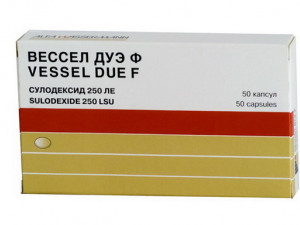 ВЕССЕЛ ДУЭ Ф
VESSEL DUE F
СУЛОДЕКСИД 250 ЛЕ
SULODEXIDE 250 LSU
50 капсул
50 capsules